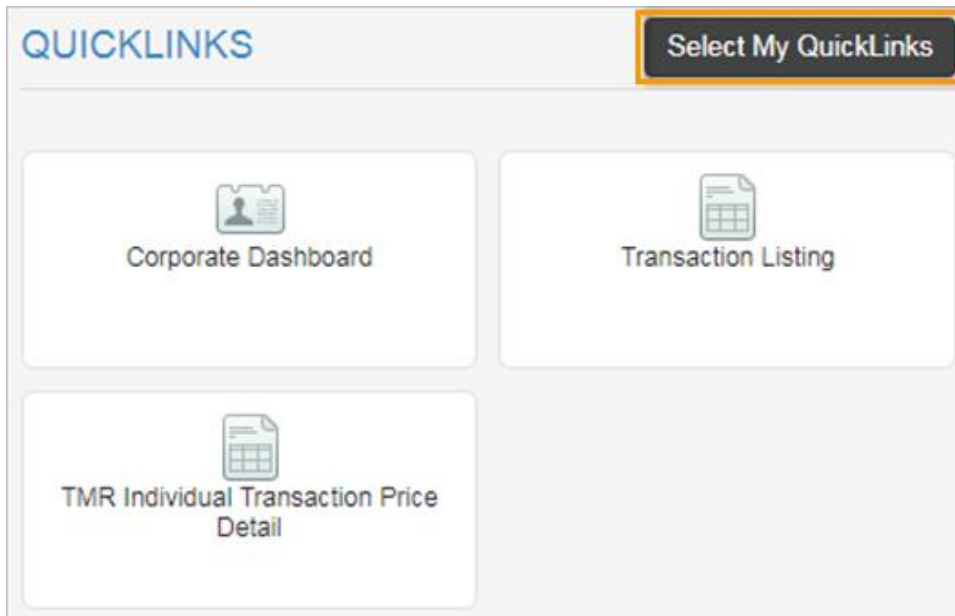 QUICKLINKS
Select My QuickLinks
Corporate Dashboard
Transaction Listing
TMR Individual Transaction Price
Detail